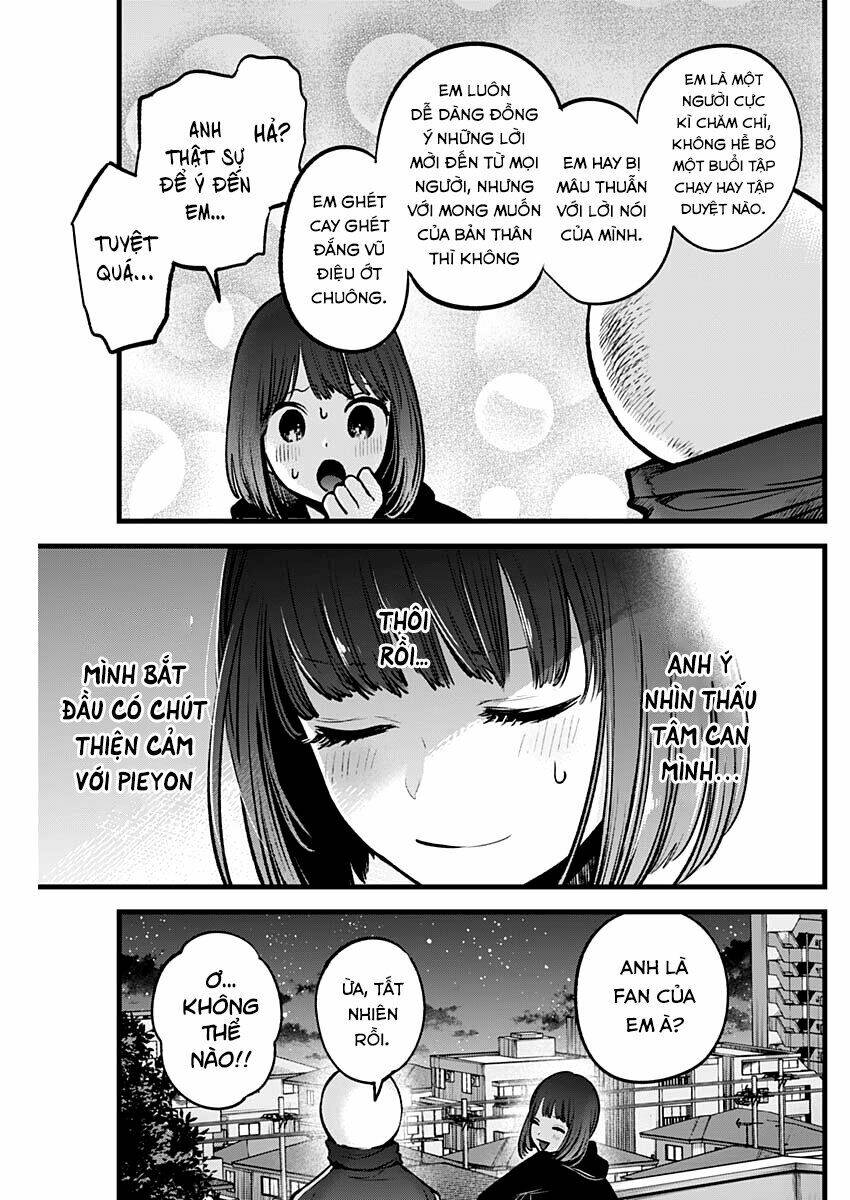 EM LÀ MỘT
NGƯỜI CỰC
KÌ CHĂM CHỈ,
KHÔNG HỀ BỎ
MỘT BUỔI TẬP
CHẠY HAY TẬP
DUYỆT NÀO.
EM HAY BỊ
MÂU THUẪN
VỚI LỜI NÓI
CỦA MÌNH.
EM LUÔN
DỄ DÀNG ĐỒNG
Ý NHỮNG LỜI
MỜI ĐẾN TỪ MỌI
NGƯỜI, NHƯNG
VỚI MONG MUỐN
CỦA BẢN THÂN
THÌ KHÔNG
EM GHÉT
CAY GHÉT
ĐẮNG VŨ
ĐIỆU ỚT
CHUÔNG.
HẢ?
ANH
THẬT SỰ
ĐỂ Ý ĐẾN
EM...
TUYỆT
QUÁ...
ANH Ý
NHÌN THẤU
TÂM CAN
MÌNH...
THÔI
RỒI...
MÌNH BẮT
ĐẦU CÓ CHÚT
THIỆN CẢM
VỚI PIEYON
ANH LÀ
FAN CỦA
EM À?
ỪA, TẤT
NHIÊN
RỒI.
Ơ...
KHÔNG
THỂ
NÀO!!